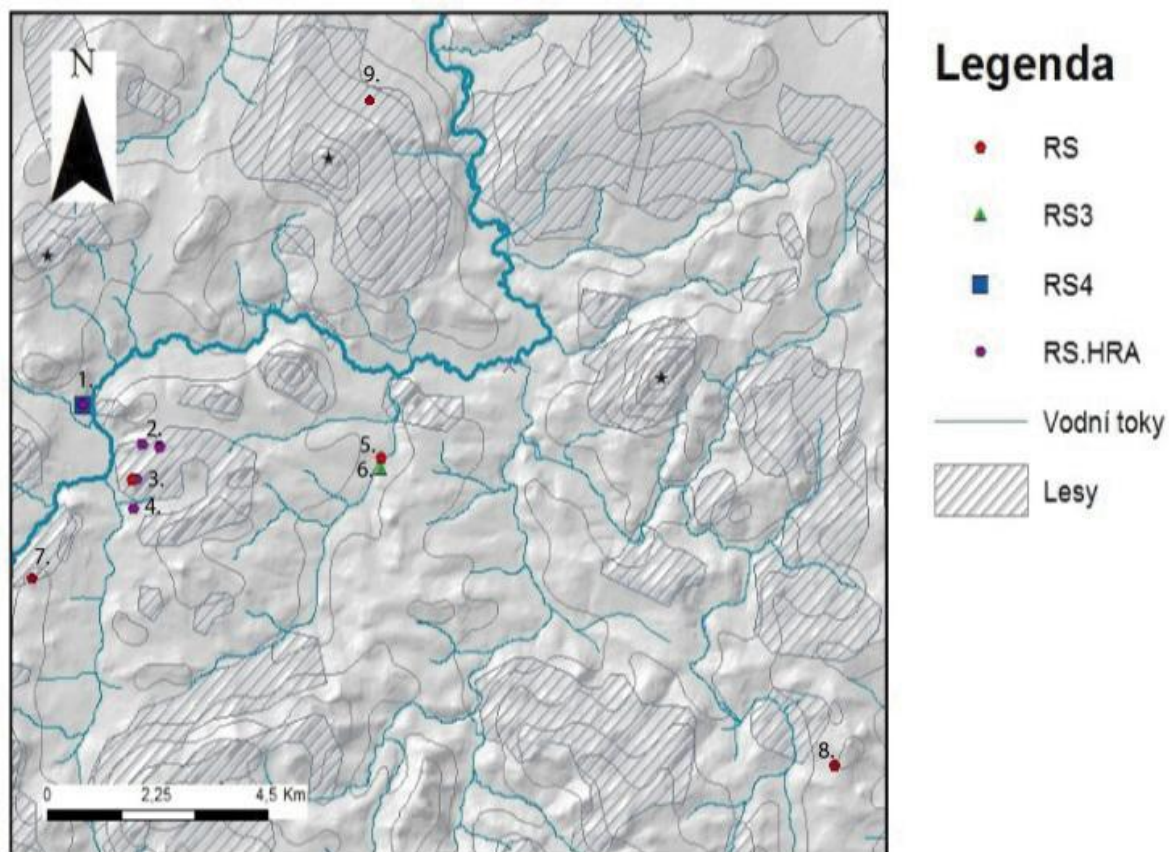 N
9.
1.
2.
3.
4.
5.
6.
7.
8.
0 2,25 4,5 Km
Legenda
RS
RS3
RS4
RS.HRA
Vodní toky
Lesy